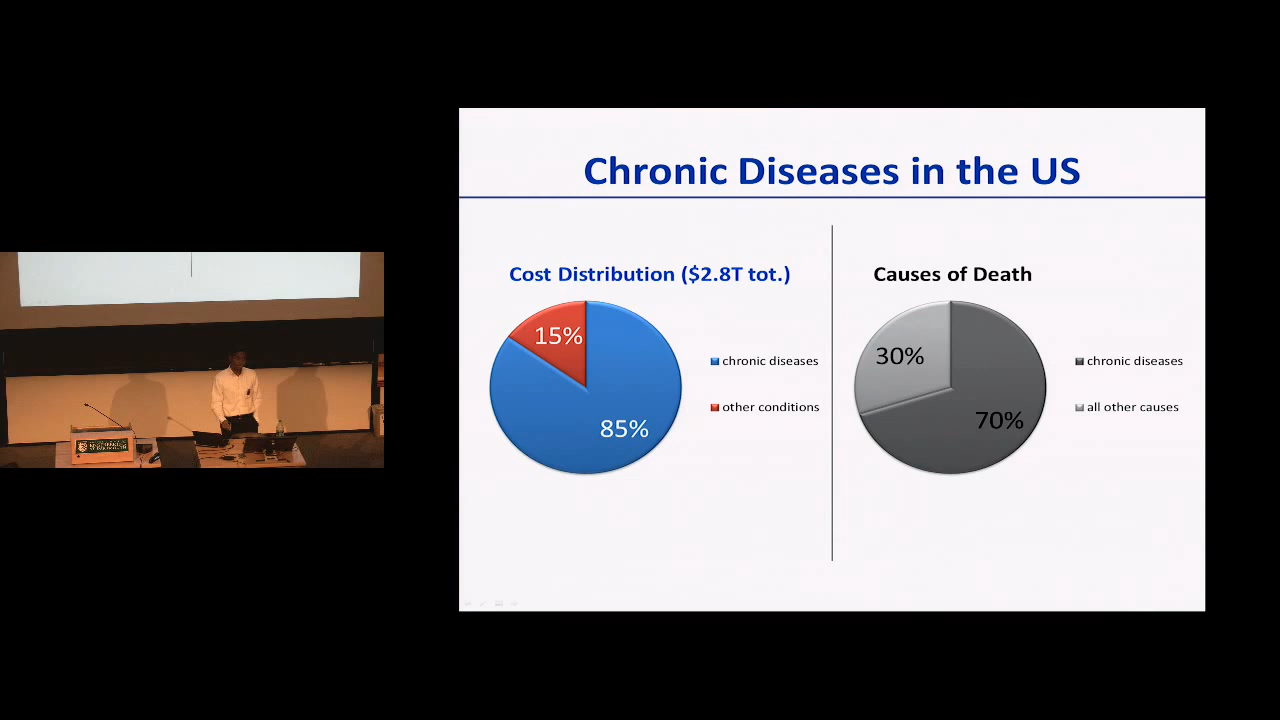 Chronic Diseases in the US
Cost Distribution ($2.8T tot.)
15%
85%
chronic diseases
other conditions
Causes of Death
30%
70%
chronic diseases
all other causes